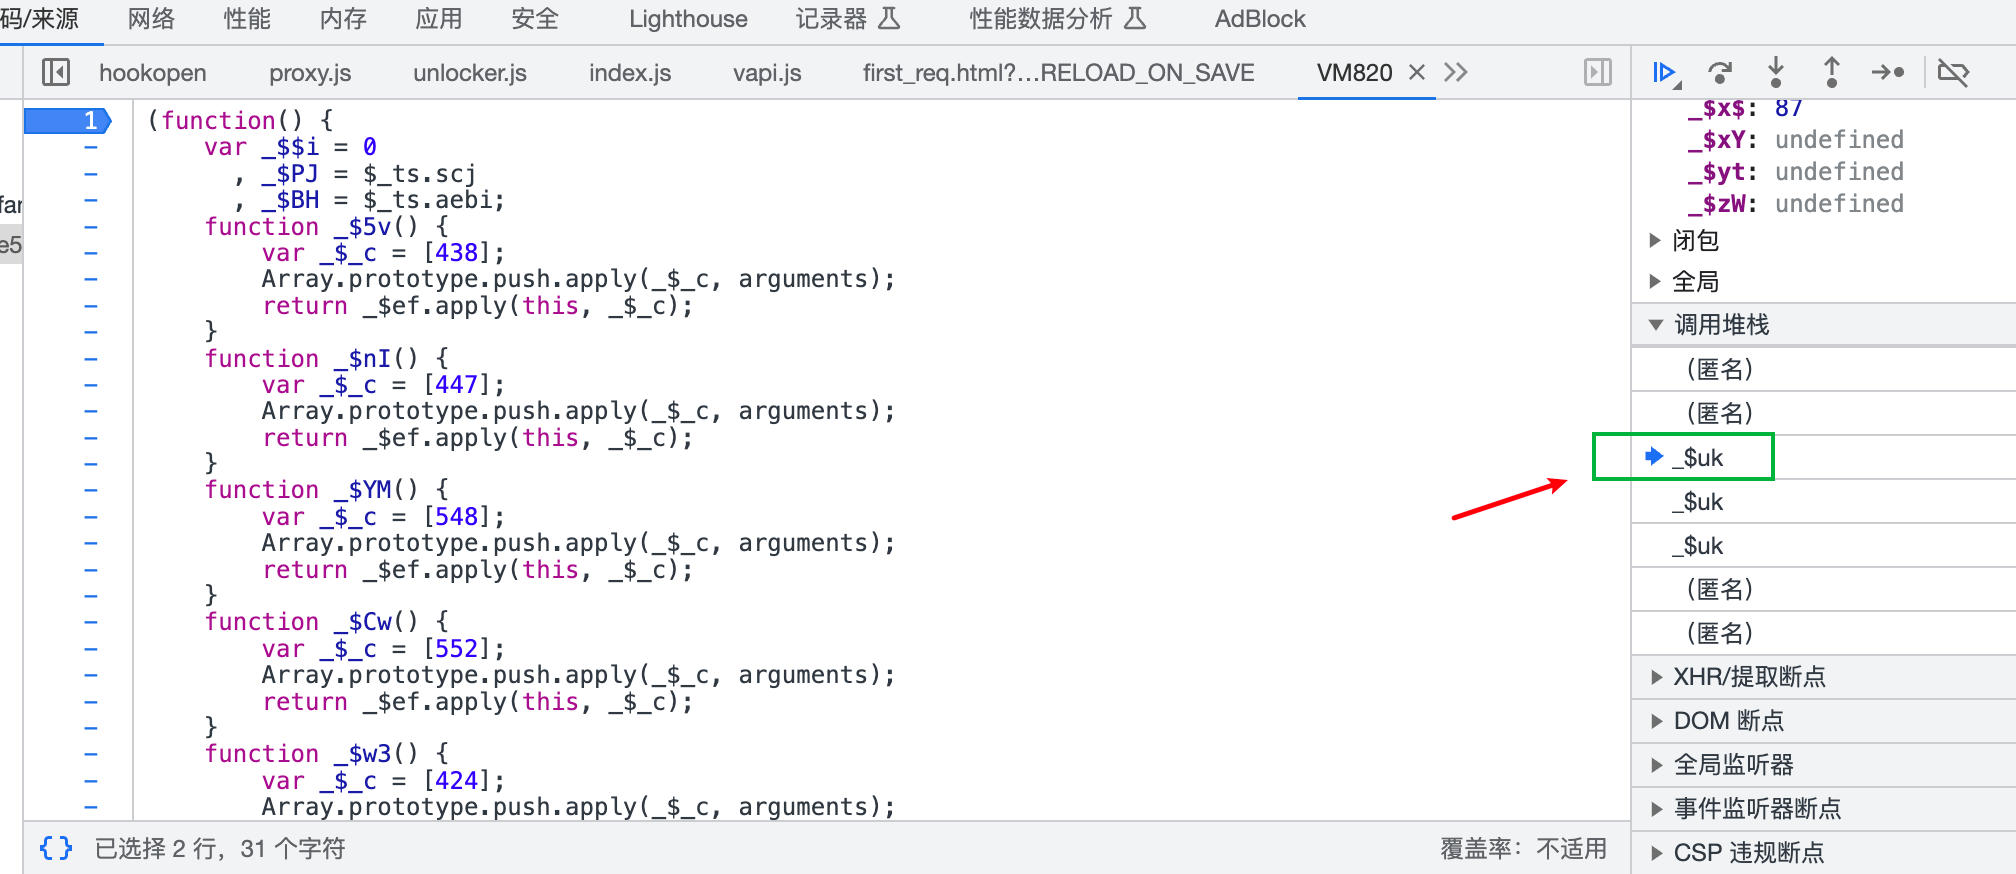 码/来源 网络 性能 内存 应用 安全 Lighthouse 记录器 性能数据分析 AdBlock
hookopen proxy.js unlocker.js index.js vapi.js first_req.html?…RELOAD_ON_SAVE VM820 × >>
far
e5
1 (function() {
- var _$$i = 0
- , _$PJ = $_ts.scj
- , _$BH = $_ts.aebi;
- function _$5v() {
- var _$_c = [438];
- Array.prototype.push.apply(_$_c, arguments);
- return _$ef.apply(this, _$_c);
- }
- function _$nI() {
- var _$_c = [447];
- Array.prototype.push.apply(_$_c, arguments);
- return _$ef.apply(this, _$_c);
- }
- function _$YM() {
- var _$_c = [548];
- Array.prototype.push.apply(_$_c, arguments);
- return _$ef.apply(this, _$_c);
- }
- function _$Cw() {
- var _$_c = [552];
- Array.prototype.push.apply(_$_c, arguments);
- return _$ef.apply(this, _$_c);
- }
- function _$w3() {
- var _$_c = [424];
- Array.prototype.push.apply(_$_c, arguments);
{} 已选择 2 行，31 个字符 覆盖率：不适用
_$x$: 87
_$xY: undefined
_$yt: undefined
_$zW: undefined
闭包
全局
调用堆栈
（匿名）
（匿名）
_$uk
_$uk
_$uk
（匿名）
（匿名）
XHR/提取断点
DOM 断点
全局监听器
事件监听器断点
CSP 违规断点